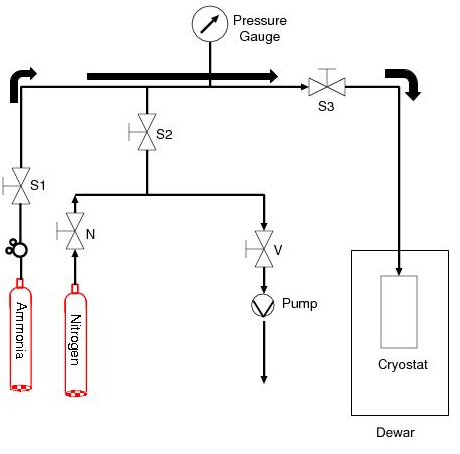 Pressure
Gauge
S3
S2
S1
N
V
Ammonia
Nitrogen
Pump
Cryostat
Dewar